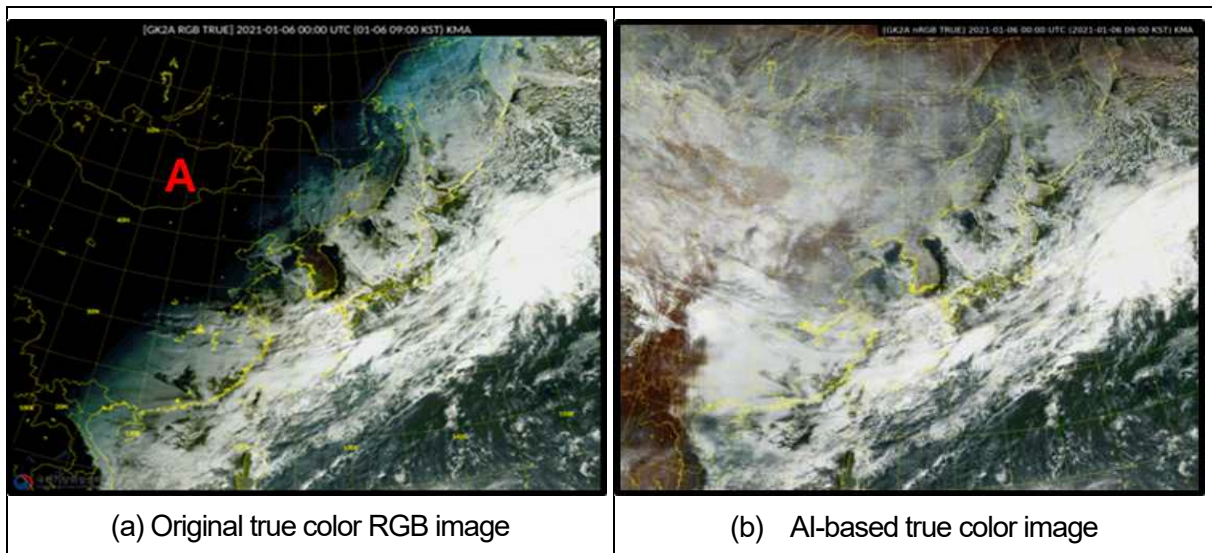 [GK2A RGB TRUE] 2021-01-06 00:00 UTC (01-06 09:00 KST) KMA
[GK2A nRGB TRUE] 2021-01-06 00:00 UTC (2021-01-06 09:00 KST) KMA
A
(a) Original true color RGB image
(b) AI-based true color image